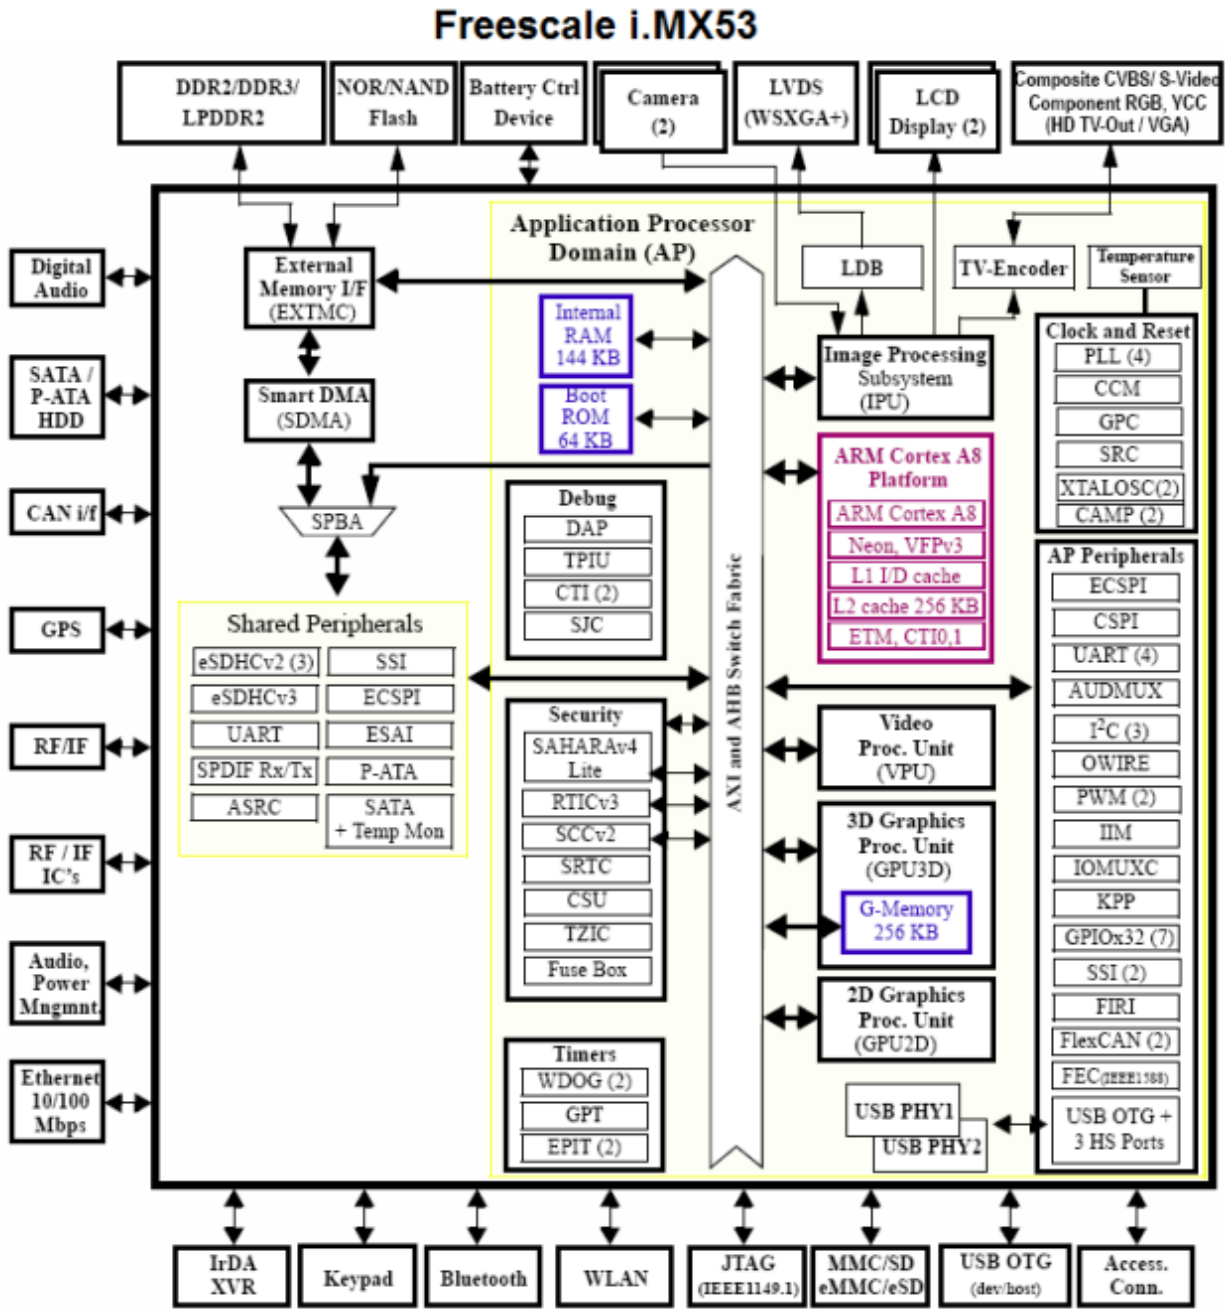 Freescale i.MX53
DDR2/DDR3/
LPDDR2
NOR/NAND
Flash
Battery Ctrl
Device
Camera
(2)
LVDS
(WSXGA+)
LCD
Display (2)
Composite CVBS/ S-Video
Component RGB, YCC
(HD TV-Out / VGA)
Digital
Audio
SATA /
P-ATA
HDD
CAN i/f
GPS
RF/IF
RF / IF
IC's
Audio,
Power
Mngmnt.
Ethernet
10/100
Mbps
External
Memory I/F
(EXTMC)
Smart DMA
(SDMA)
SPBA
Shared Peripherals
eSDHCv2 (3)
SSI
eSDHCv3
ECSPI
UART
ESAI
SPDIF Rx/Tx
P-ATA
ASRC
SATA
+ Temp Mon
Application Processor
Domain (AP)
Internal
RAM
144 KB
Boot
ROM
64 KB
Debug
DAP
TPIU
CTI (2)
SJC
Security
SAHARAv4
Lite
RTICv3
SCCv2
SRTC
CSU
TZIC
Fuse Box
Timers
WDOG (2)
GPT
EPIT (2)
AXI and AHB Switch Fabric
LDB
TV-Encoder
Temperature
Sensor
Image Processing
Subsystem
(IPU)
ARM Cortex A8
Platform
ARM Cortex A8
Neon, VFPv3
L1 I/D cache
L2 cache 256 KB
ETM, CTI0,1
Video
Proc. Unit
(VPU)
3D Graphics
Proc. Unit
(GPU3D)
G-Memory
256 KB
2D Graphics
Proc. Unit
(GPU2D)
USB PHY1
USB PHY2
Clock and Reset
PLL (4)
CCM
GPC
SRC
XTALOSC(2)
CAMP (2)
AP Peripherals
ECSPI
CSPI
UART (4)
AUDMUX
I²C (3)
OWIRE
PWM (2)
IIM
IOMUXC
KPP
GPIOx32 (7)
SSI (2)
FIRI
FlexCAN (2)
FEC(IEEE1588)
USB OTG +
3 HS Ports
IrDA
XVR
Keypad
Bluetooth
WLAN
JTAG
(IEEE1149.1)
MMC/SD
eMMC/eSD
USB OTG
(dev/host)
Access.
Conn.